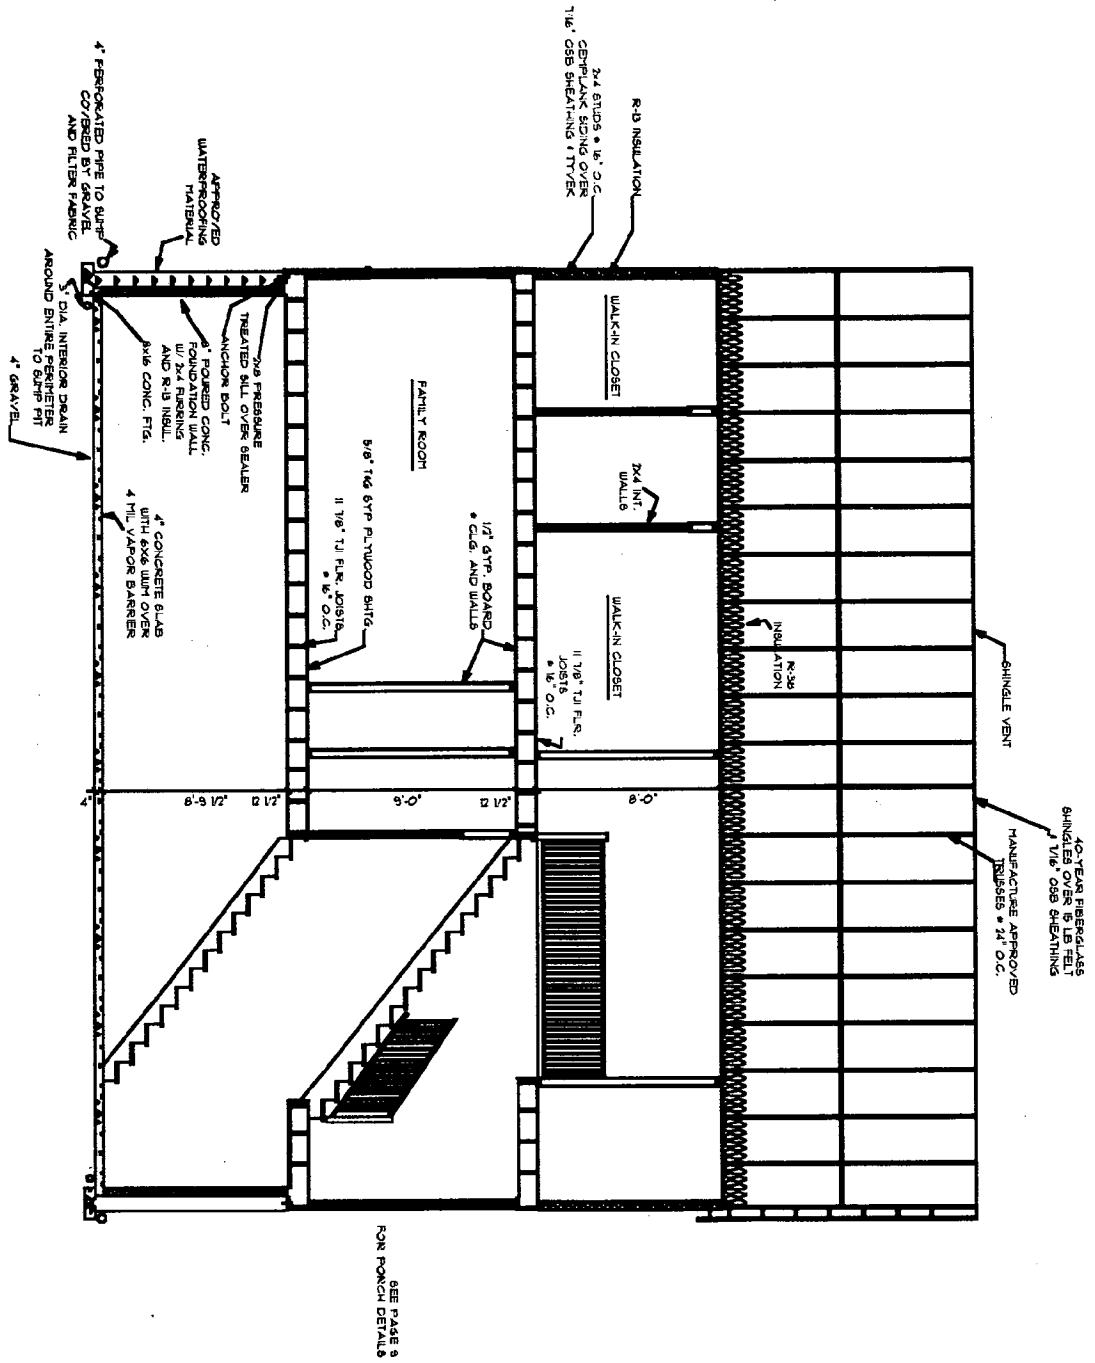 40-YEAR FIBERGLASS
SHINGLES OVER 15 LB FELT
& 7/16" OSB SHEATHING
MANUFACTURE APPROVED
TRUSSES @ 24" O.C.
SHINGLE VENT
R-38
INSULATION
R-13 INSULATION
2x4 STUDS @ 16" O.C.
CEMPLANK SIDING OVER
7/16" OSB SHEATHING & TYVEK
WALK-IN CLOSET
2X4 INT.
WALLS
WALK-IN CLOSET
11 7/8" TJI FLR.
JOISTS
@ 16" O.C.
8'-0"
12 1/2"
1/2" GYP. BOARD
@ CLG. AND WALLS
FAMILY ROOM
5/8" T&G SYP PLYWOOD SHTG.
11 7/8" TJI FLR. JOISTS
@ 16" O.C.
9'-0"
12 1/2"
SEE PAGE 9
FOR PORCH DETAILS
APPROVED
WATERPROOFING
MATERIAL
2x8 PRESSURE
TREATED SILL OVER SEALER
ANCHOR BOLT
8" POURED CONC.
FOUNDATION WALL
W/ 2x4 FURRING
AND R-13 INSUL.
8x16 CONC. FTG.
8'-9 1/2"
4" CONCRETE SLAB
WITH 6X6 WWM OVER
4 MIL VAPOR BARRIER
4"
4" PERFORATED PIPE TO SUMP
COVERED BY GRAVEL
AND FILTER FABRIC
3" DIA. INTERIOR DRAIN
AROUND ENTIRE PERIMETER
TO SUMP PIT
4" GRAVEL